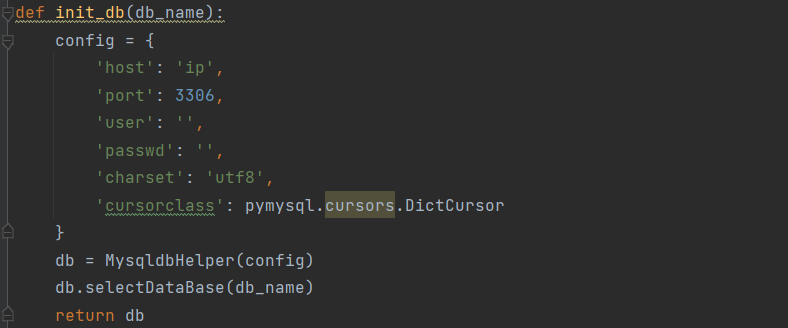 def init_db(db_name):
    config = {
        'host': 'ip',
        'port': 3306,
        'user': '',
        'passwd': '',
        'charset': 'utf8',
        'cursorclass': pymysql.cursors.DictCursor
    }
    db = MysqldbHelper(config)
    db.selectDataBase(db_name)
    return db